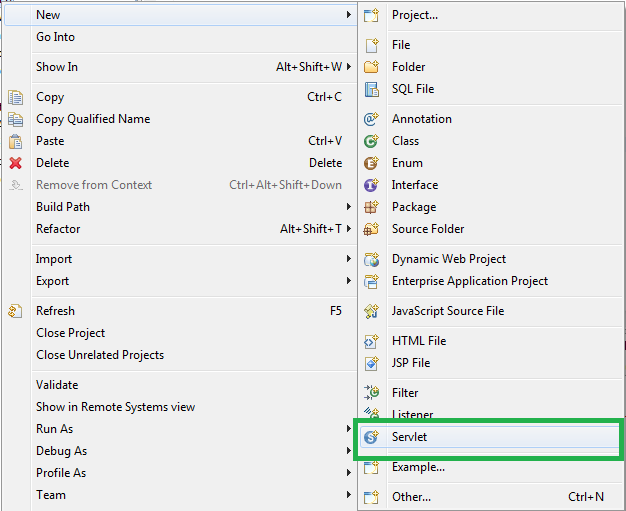 New
Go Into
Show In Alt+Shift+W
Copy Ctrl+C
Copy Qualified Name
Paste Ctrl+V
Delete Delete
Remove from Context Ctrl+Alt+Shift+Down
Build Path
Refactor Alt+Shift+T
Import
Export
Refresh F5
Close Project
Close Unrelated Projects
Validate
Show in Remote Systems view
Run As
Debug As
Profile As
Team
Project...
File
Folder
SQL File
Annotation
Class
Enum
Interface
Package
Source Folder
Dynamic Web Project
Enterprise Application Project
JavaScript Source File
HTML File
JSP File
Filter
Listener
Servlet
Example...
Other... Ctrl+N